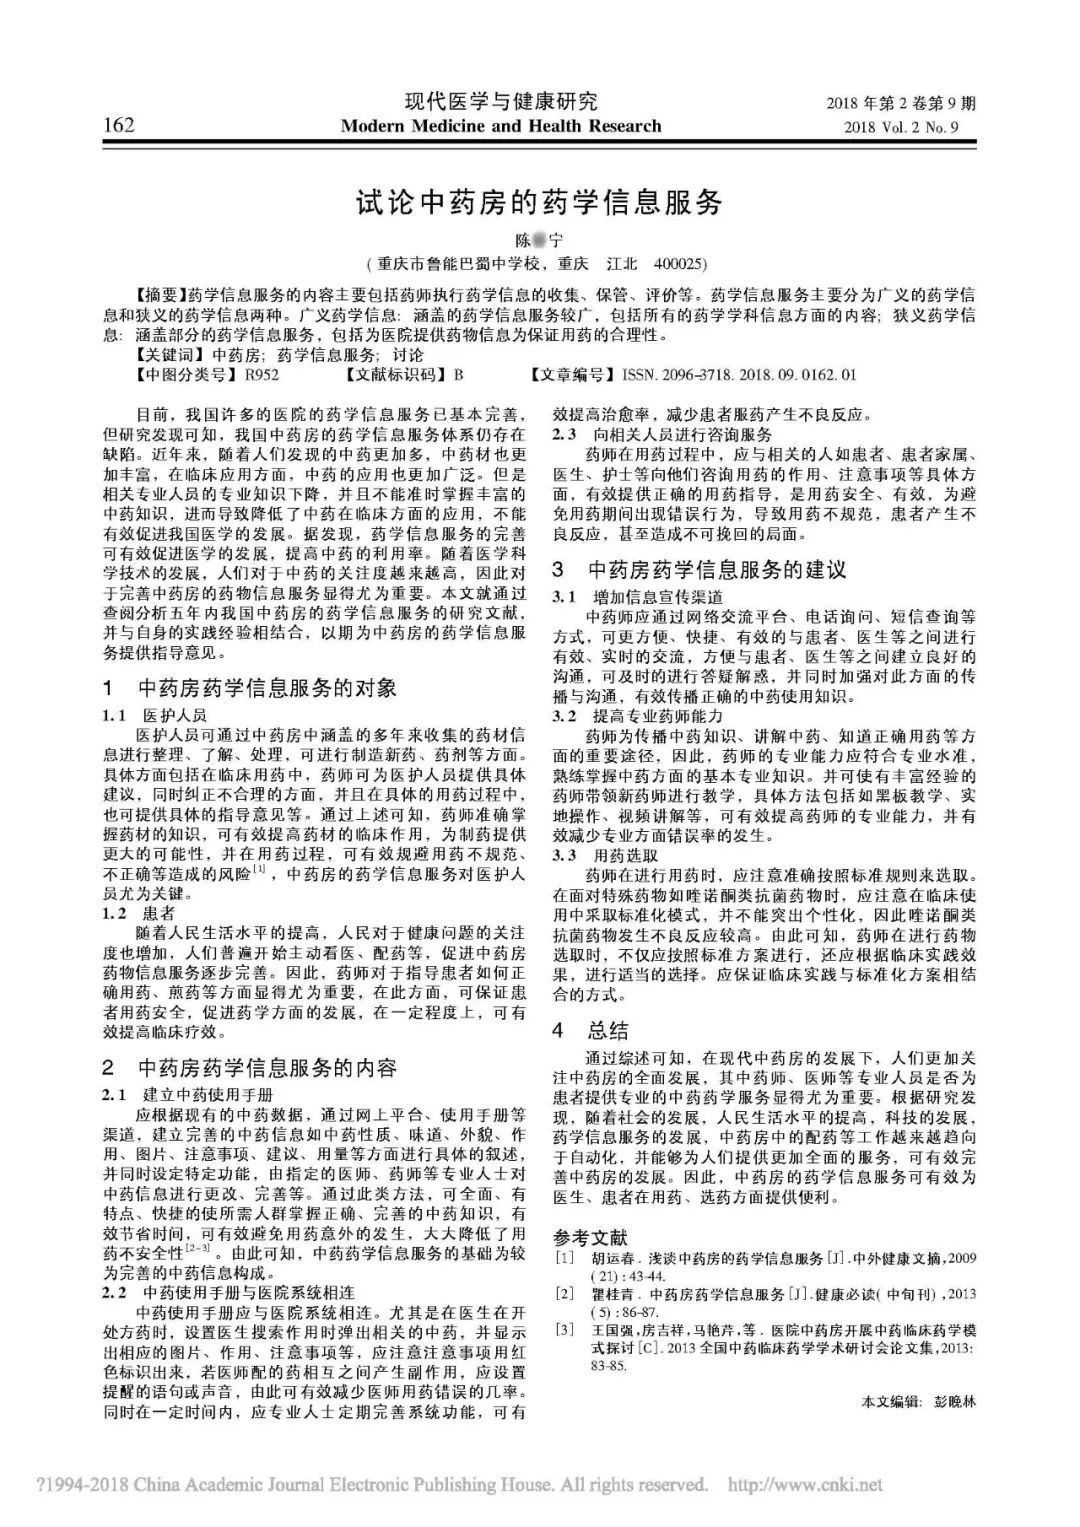 162
现代医学与健康研究
Modern Medicine and Health Research
2018 年第 2 卷第 9 期
2018 Vol. 2 No. 9
试论中药房的药学信息服务
陈 宁
( 重庆市鲁能巴蜀中学校，重庆 江北 400025)
【摘要】药学信息服务的内容主要包括药师执行药学信息的收集、保管、评价等。药学信息服务主要分为广义的药学信
息和狭义的药学信息两种。广义药学信息: 涵盖的药学信息服务较广，包括所有的药学学科信息方面的内容; 狭义药学信
息: 涵盖部分的药学信息服务，包括为医院提供药物信息为保证用药的合理性。
【关键词】中药房; 药学信息服务; 讨论
【中图分类号】R952 【文献标识码】B 【文章编号】ISSN. 2096-3718. 2018. 09. 0162. 01
目前，我国许多的医院的药学信息服务已基本完善，
但研究发现可知，我国中药房的药学信息服务体系仍存在
缺陷。近年来，随着人们发现的中药更加多，中药材也更
加丰富，在临床应用方面，中药的应用也更加广泛。但是
相关专业人员的专业知识下降，并且不能准时掌握丰富的
中药知识，进而导致降低了中药在临床方面的应用，不能
有效促进我国医学的发展。据发现，药学信息服务的完善
可有效促进医学的发展，提高中药的利用率。随着医学科
学技术的发展，人们对于中药的关注度越来越高，因此对
于完善中药房的药物信息服务显得尤为重要。本文就通过
查阅分析五年内我国中药房的药学信息服务的研究文献，
并与自身的实践经验相结合，以期为中药房的药学信息服
务提供指导意见。
1 中药房药学信息服务的对象
1. 1 医护人员
医护人员可通过中药房中涵盖的多年来收集的药材信
息进行整理、了解、处理，可进行制造新药、药剂等方面。
具体方面包括在临床用药中，药师可为医护人员提供具体
建议，同时纠正不合理的方面，并且在具体的用药过程中，
也可提供具体的指导意见等。通过上述可知，药师准确掌
握药材的知识，可有效提高药材的临床作用，为制药提供
更大的可能性，并在用药过程，可有效规避用药不规范、
不正确等造成的风险[1]，中药房的药学信息服务对医护人
员尤为关键。
1. 2 患者
随着人民生活水平的提高，人民对于健康问题的关注
度也增加，人们普遍开始主动看医、配药等，促进中药房
药物信息服务逐步完善。因此，药师对于指导患者如何正
确用药、煎药等方面显得尤为重要，在此方面，可保证患
者用药安全，促进药学方面的发展，在一定程度上，可有
效提高临床疗效。
2 中药房药学信息服务的内容
2. 1 建立中药使用手册
应根据现有的中药数据，通过网上平台、使用手册等
渠道，建立完善的中药信息如中药性质、味道、外貌、作
用、图片、注意事项、建议、用量等方面进行具体的叙述，
并同时设定特定功能，由指定的医师、药师等专业人士对
中药信息进行更改、完善等。通过此类方法，可全面、有
特点、快捷的使所需人群掌握正确、完善的中药知识，有
效节省时间，可有效避免用药意外的发生，大大降低了用
药不安全性[2-3]。由此可知，中药药学信息服务的基础为较
为完善的中药信息构成。
2. 2 中药使用手册与医院系统相连
中药使用手册应与医院系统相连。尤其是在医生在开
处方药时，设置医生搜索作用时弹出相关的中药，并显示
出相应的图片、作用、注意事项等，应注意注意事项用红
色标识出来，若医师配的药相互之间产生副作用，应设置
提醒的语句或声音，由此可有效减少医师用药错误的几率。
同时在一定时间内，应专业人士定期完善系统功能，可有
效提高治愈率，减少患者服药产生不良反应。
2. 3 向相关人员进行咨询服务
药师在用药过程中，应与相关的人如患者、患者家属、
医生、护士等向他们咨询用药的作用、注意事项等具体方
面，有效提供正确的用药指导，是用药安全、有效，为避
免用药期间出现错误行为，导致用药不规范，患者产生不
良反应，甚至造成不可挽回的局面。
3 中药房药学信息服务的建议
3. 1 增加信息宣传渠道
中药师应通过网络交流平台、电话询问、短信查询等
方式，可更方便、快捷、有效的与患者、医生等之间进行
有效、实时的交流，方便与患者、医生等之间建立良好的
沟通，可及时的进行答疑解惑，并同时加强对此方面的传
播与沟通，有效传播正确的中药使用知识。
3. 2 提高专业药师能力
药师为传播中药知识、讲解中药、知道正确用药等方
面的重要途径，因此，药师的专业能力应符合专业水准，
熟练掌握中药方面的基本专业知识。并可使有丰富经验的
药师带领新药师进行教学，具体方法包括如黑板教学、实
地操作、视频讲解等，可有效提高药师的专业能力，并有
效减少专业方面错误率的发生。
3. 3 用药选取
药师在进行用药时，应注意准确按照标准规则来选取。
在面对特殊药物如喹诺酮类抗菌药物时，应注意在临床使
用中采取标准化模式，并不能突出个性化，因此喹诺酮类
抗菌药物发生不良反应较高。由此可知，药师在进行药物
选取时，不仅应按照标准方案进行，还应根据临床实践效
果，进行适当的选择。应保证临床实践与标准化方案相结
合的方式。
4 总结
通过综述可知，在现代中药房的发展下，人们更加关
注中药房的全面发展，其中药师、医师等专业人员是否为
患者提供专业的中药药学服务显得尤为重要。根据研究发
现，随着社会的发展，人民生活水平的提高，科技的发展，
药学信息服务的发展，中药房中的配药等工作越来越趋向
于自动化，并能够为人们提供更加全面的服务，可有效完
善中药房的发展。因此，中药房的药学信息服务可有效为
医生、患者在用药、选药方面提供便利。
参考文献
[1] 胡运春. 浅谈中药房的药学信息服务[J].中外健康文摘,2009
( 21) : 43-44.
[2] 瞿桂青. 中药房药学信息服务[J].健康必读( 中旬刊) ,2013
( 5) : 86-87.
[3] 王国强,房吉祥,马艳芹,等. 医院中药房开展中药临床药学模
式探讨[C]. 2013 全国中药临床药学学术研讨会论文集,2013:
83-85.
本文编辑: 彭晚林
?1994-2018 China Academic Journal Electronic Publishing House. All rights reserved. http://www.cnki.net